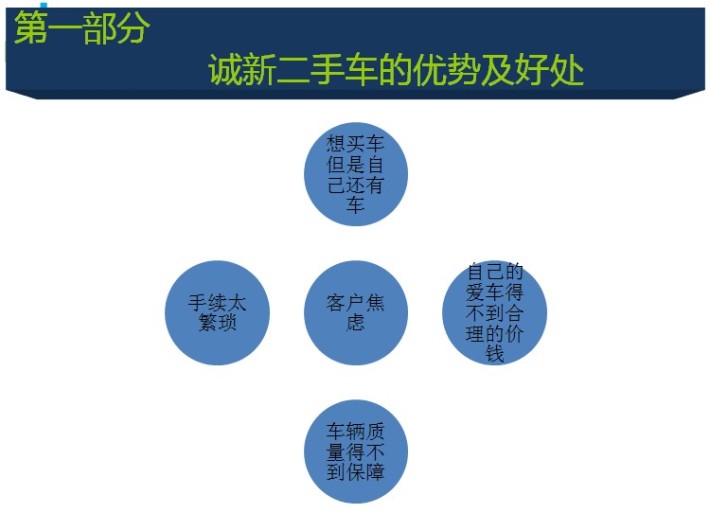 第一部分
诚新二手车的优势及好处
想买车
但是自
己还有
车
手续太
繁琐
客户焦
虑
自己的
爱车得
不到合
理的价
钱
车辆质
量得不
到保障